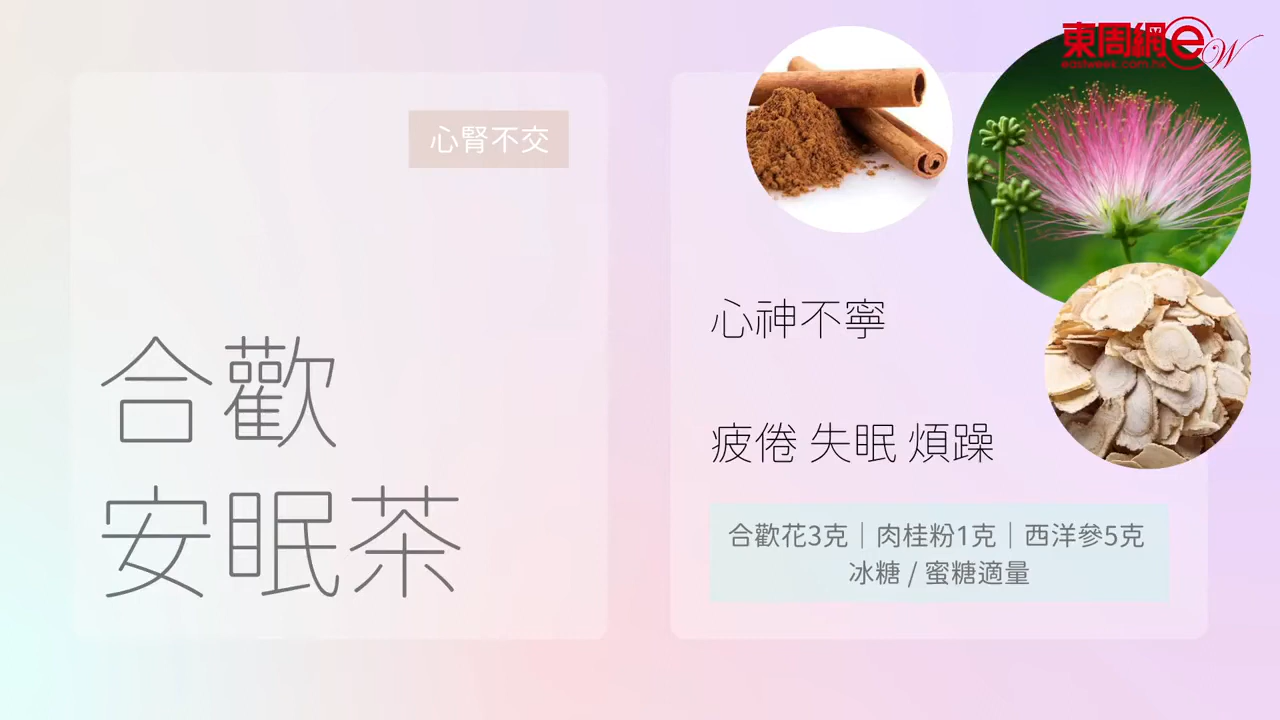 心腎不交
合歡
安眠茶
東周網eW
eastweek.com.hk
心神不寧
疲倦 失眠 煩躁
合歡花3克｜肉桂粉1克｜西洋參5克
冰糖 / 蜜糖適量